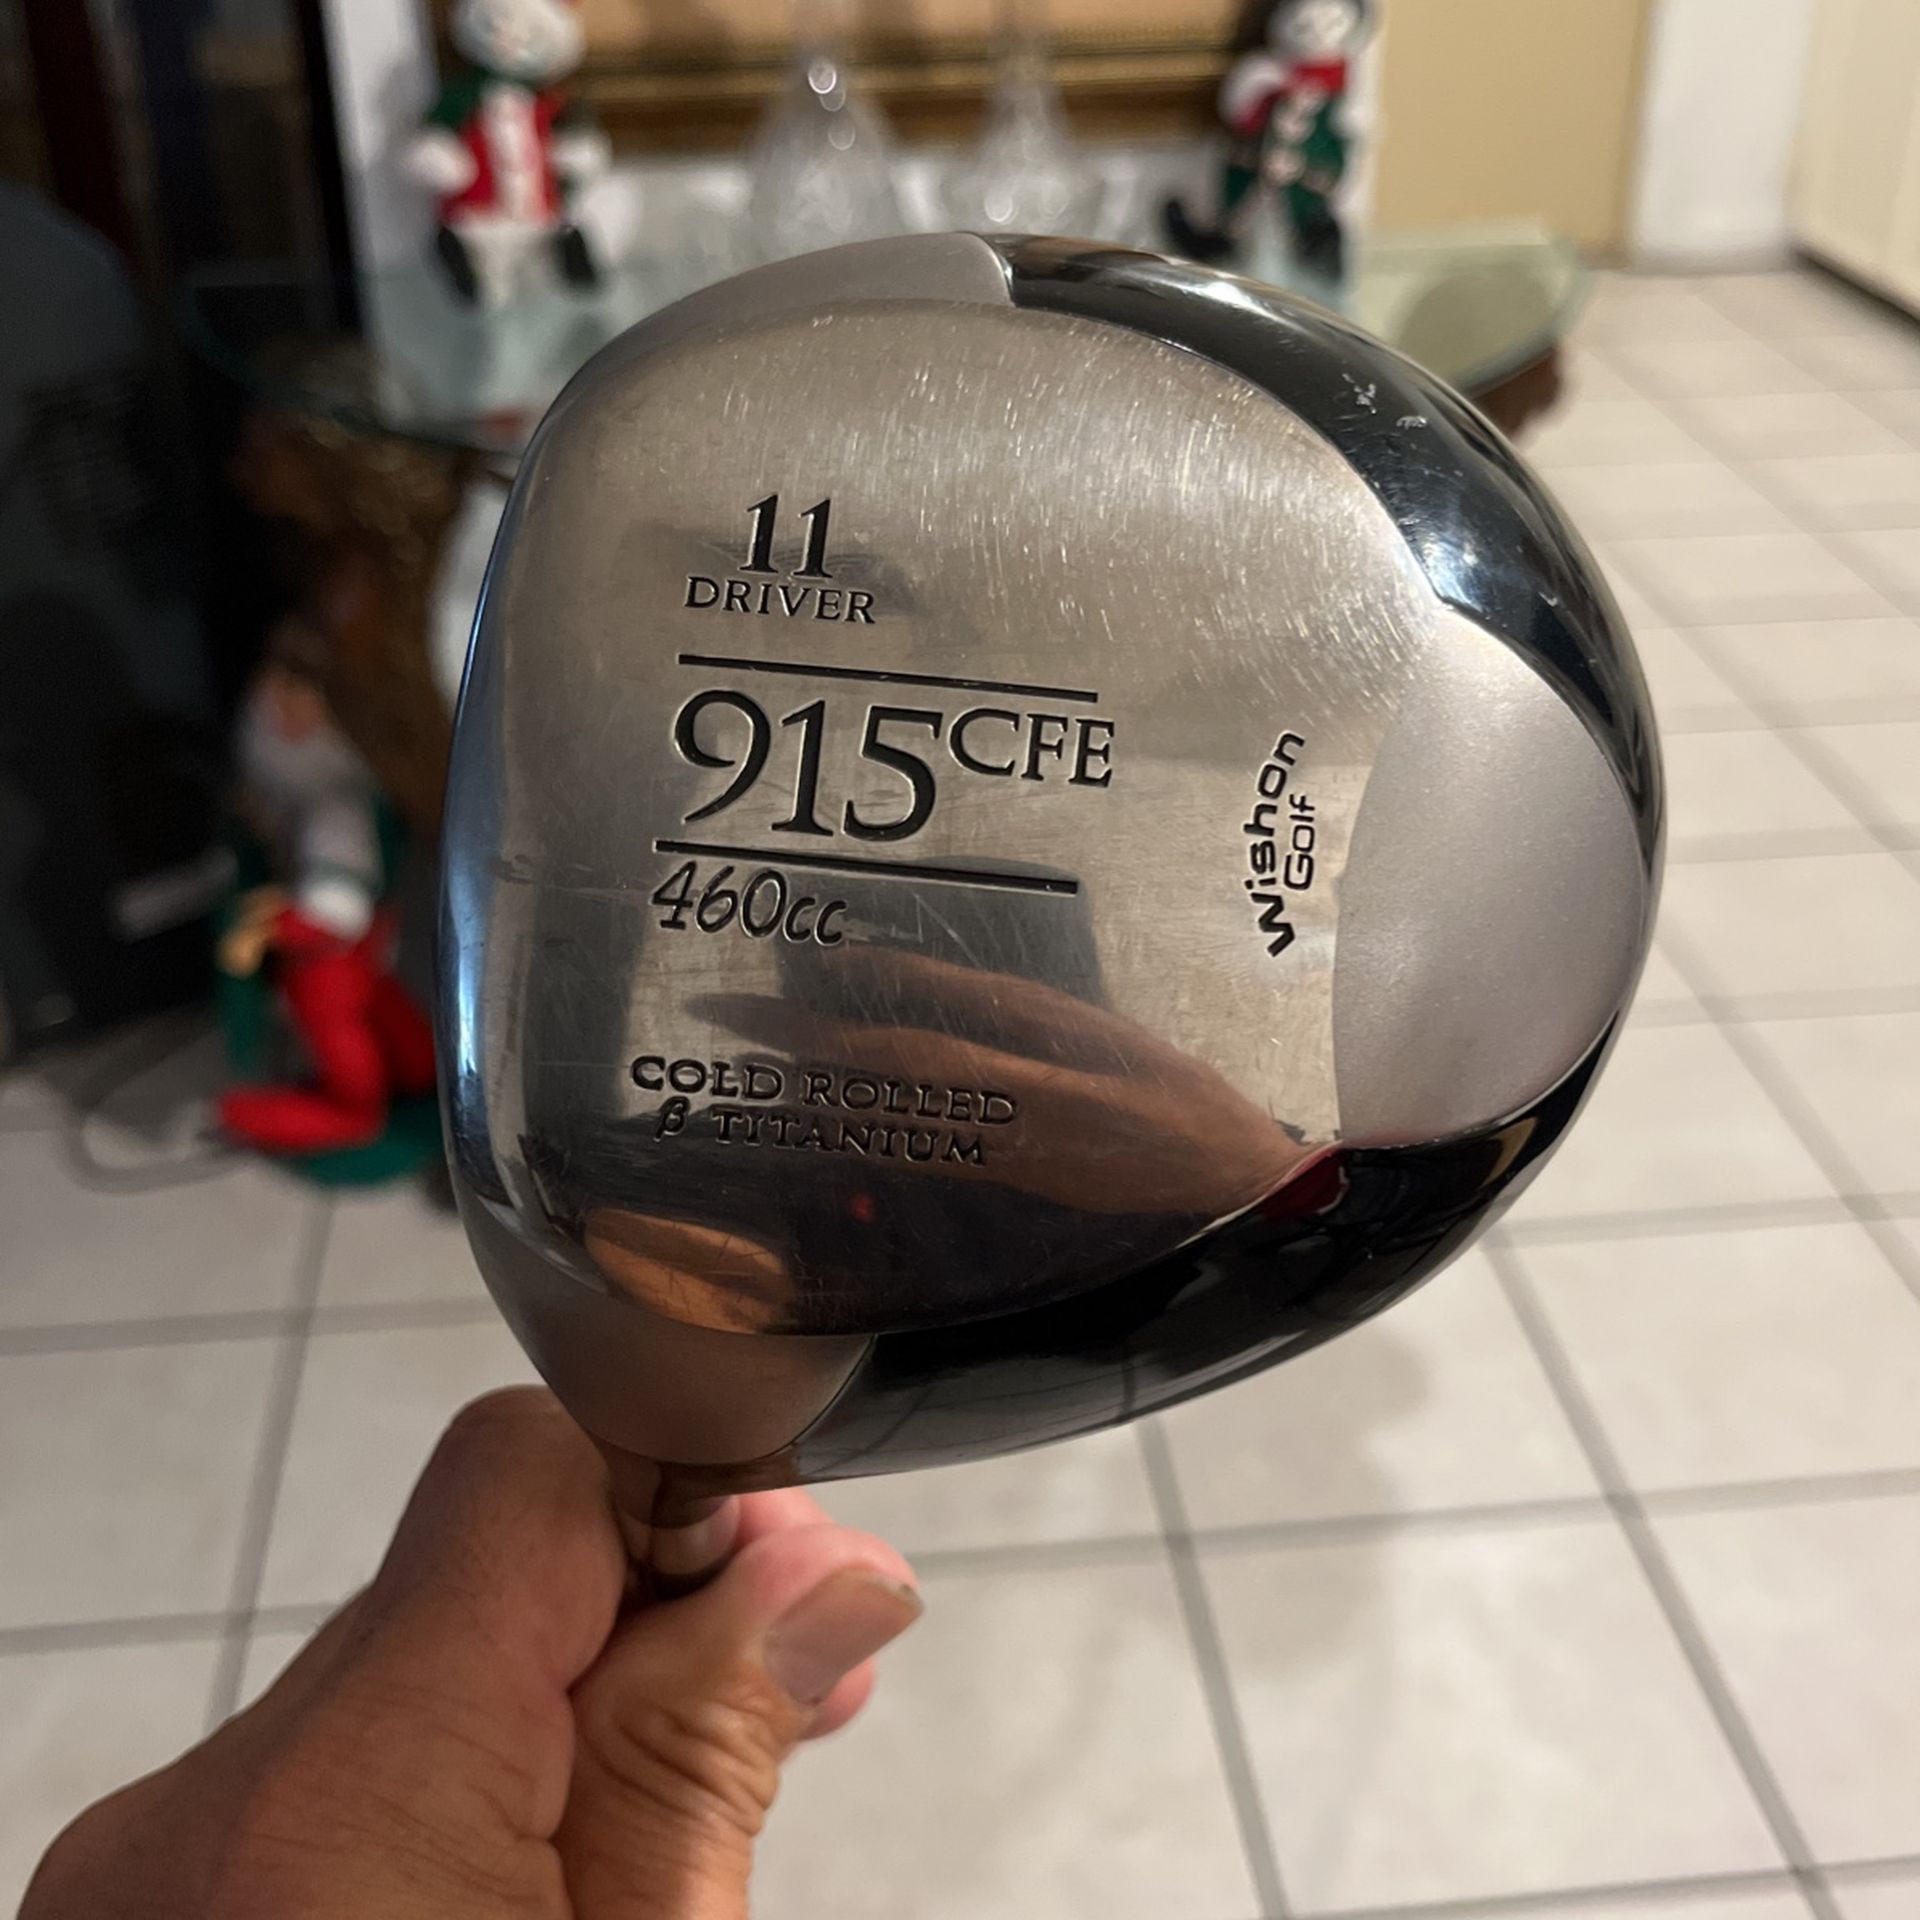 11
DRIVER
915CFE
460cc
COLD ROLLED
β TITANIUM
Wishon
Golf